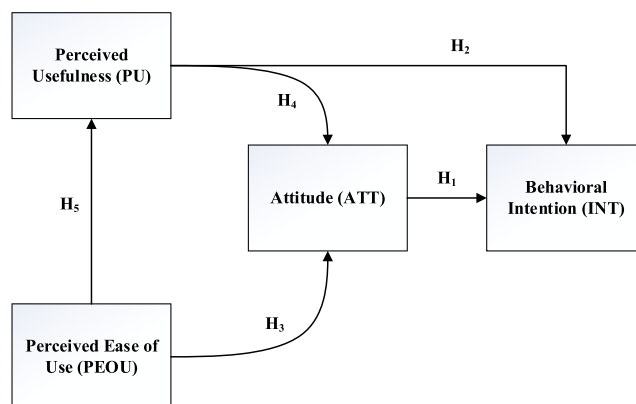 Perceived
Usefulness (PU)
H₂
H₄
Attitude (ATT)
H₁
Behavioral
Intention (INT)
H₅
H₃
Perceived Ease of
Use (PEOU)